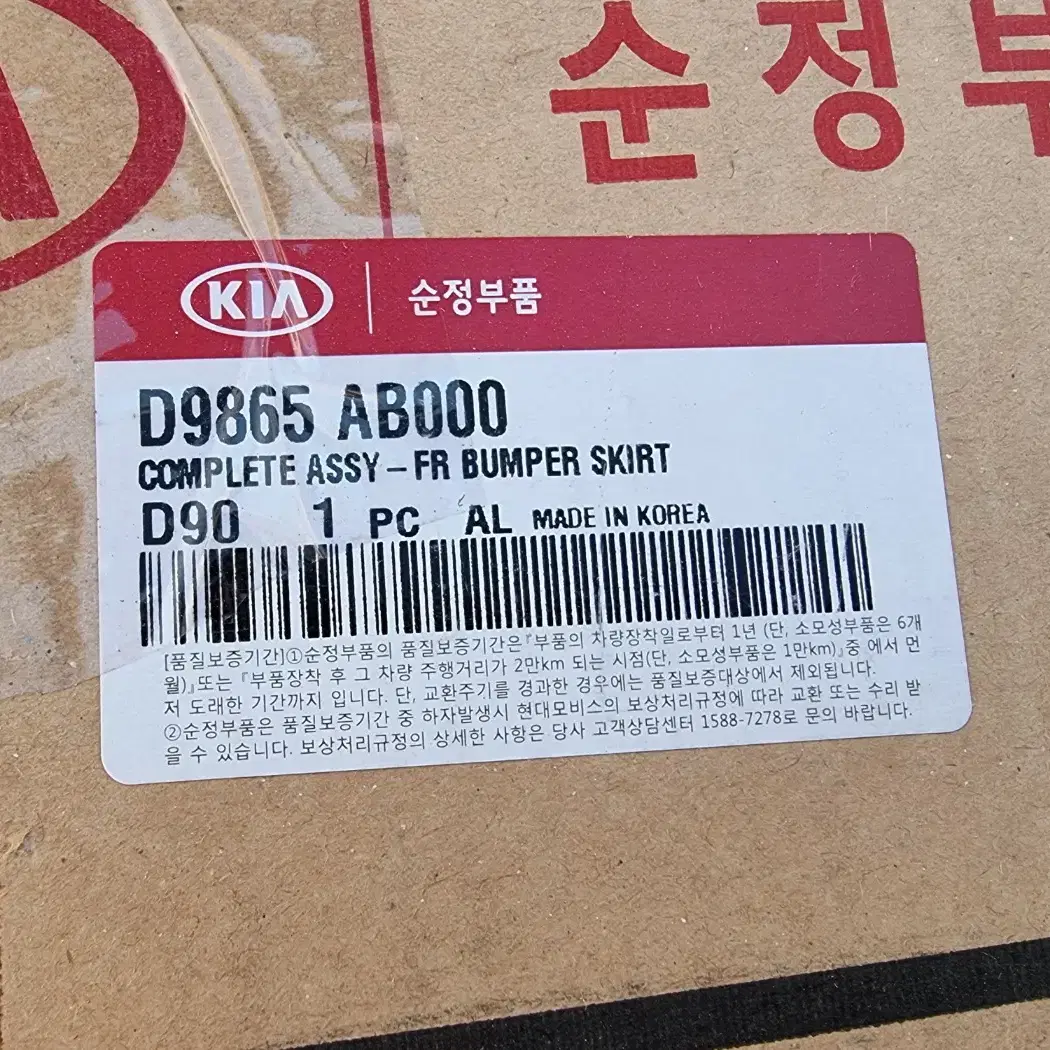 순정부
KIA 순정부품
D9865 AB000
COMPLETE ASSY-FR BUMPER SKIRT
D90 1 PC AL MADE IN KOREA
[품질보증기간]①순정부품의 품질보증기간은『부품의 차량장착일로부터 1년 (단, 소모성부품은 6개
월)』또는 『부품장착 후 그 차량 주행거리가 2만km 되는 시점(단, 소모성부품은 1만km)』중 에서 먼
저 도래한 기간까지 입니다. 단, 교환주기를 경과한 경우에는 품질보증대상에서 제외됩니다.
②순정부품은 품질보증기간 중 하자발생시 현대모비스의 보상처리규정에 따라 교환 또는 수리 받
을 수 있습니다. 보상처리규정의 상세한 사항은 당사 고객상담센터 1588-7278로 문의 바랍니다.